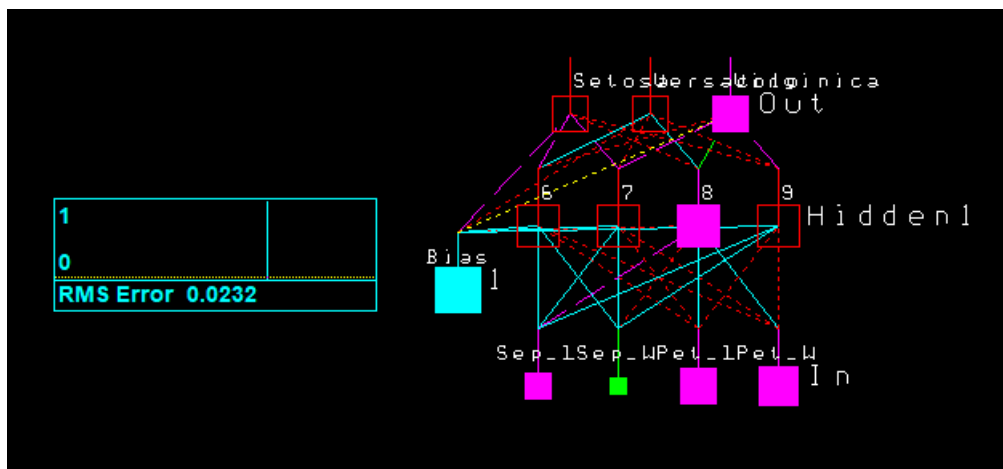 Setosa Versacolo Virginica
Out
6 7 8 9
Hidden1
1
0
RMS Error 0.0232
Bias
1
Sep_l Sep_W Pet_l Pet_W
In